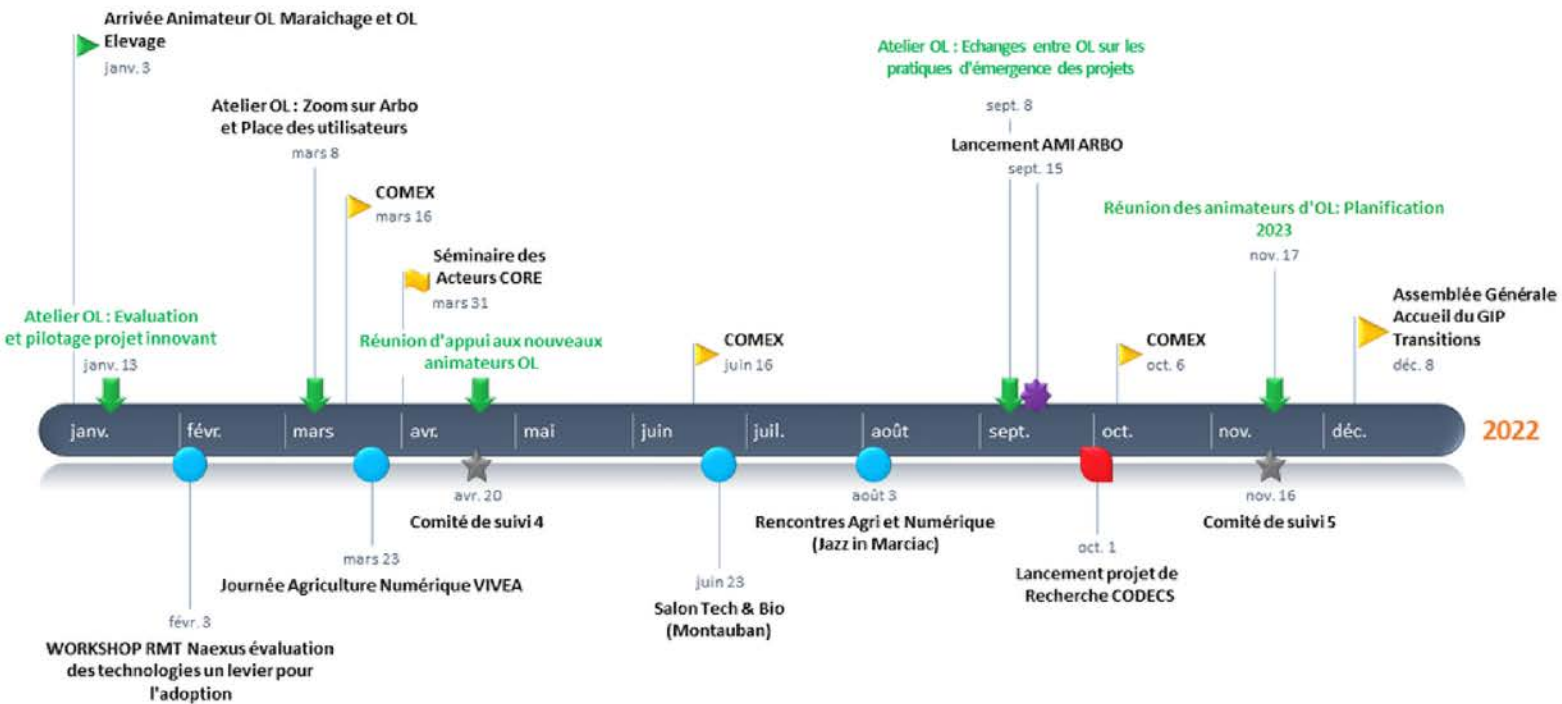 Arrivée Animateur OL Maraichage et OL
Elevage
janv. 3
Atelier OL : Zoom sur Arbo
et Place des utilisateurs
mars 8
COMEX
mars 16
Séminaire des
Acteurs CORE
mars 31
Atelier OL : Evaluation
et pilotage projet innovant
janv. 13
Réunion d'appui aux nouveaux
animateurs OL
COMEX
juin 16
Atelier OL : Echanges entre OL sur les
pratiques d'émergence des projets
sept. 8
Lancement AMI ARBO
sept. 15
COMEX
oct. 6
Réunion des animateurs d'OL: Planification
2023
nov. 17
Assemblée Générale
Accueil du GIP
Transitions
déc. 8
janv. févr. mars avr. mai juin juil. août sept. oct. nov. déc. 2022
févr. 3
WORKSHOP RMT Naexus évaluation
des technologies un levier pour
l'adoption
mars 23
Journée Agriculture Numérique VIVEA
avr. 20
Comité de suivi 4
juin 23
Salon Tech & Bio
(Montauban)
août 3
Rencontres Agri et Numérique
(Jazz in Marciac)
oct. 1
Lancement projet de
Recherche CODECS
nov. 16
Comité de suivi 5